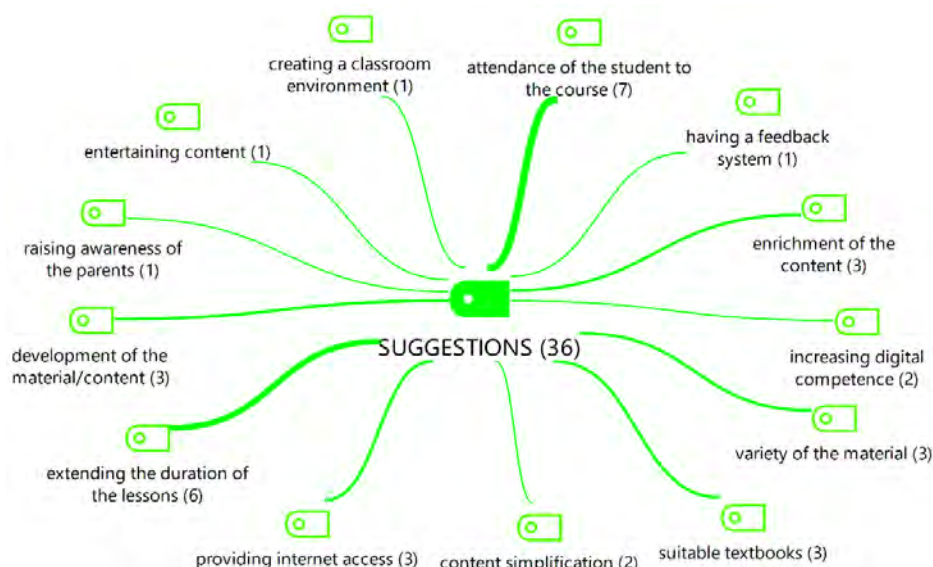 creating a classroom
environment (1)
attendance of the student to
the course (7)
entertaining content (1)
having a feedback
system (1)
raising awareness of
the parents (1)
enrichment of the
content (3)
development of the
material/content (3)
SUGGESTIONS (36)
increasing digital
competence (2)
extending the duration of
the lessons (6)
variety of the material (3)
providing internet access (3)
content simplification (2)
suitable textbooks (3)